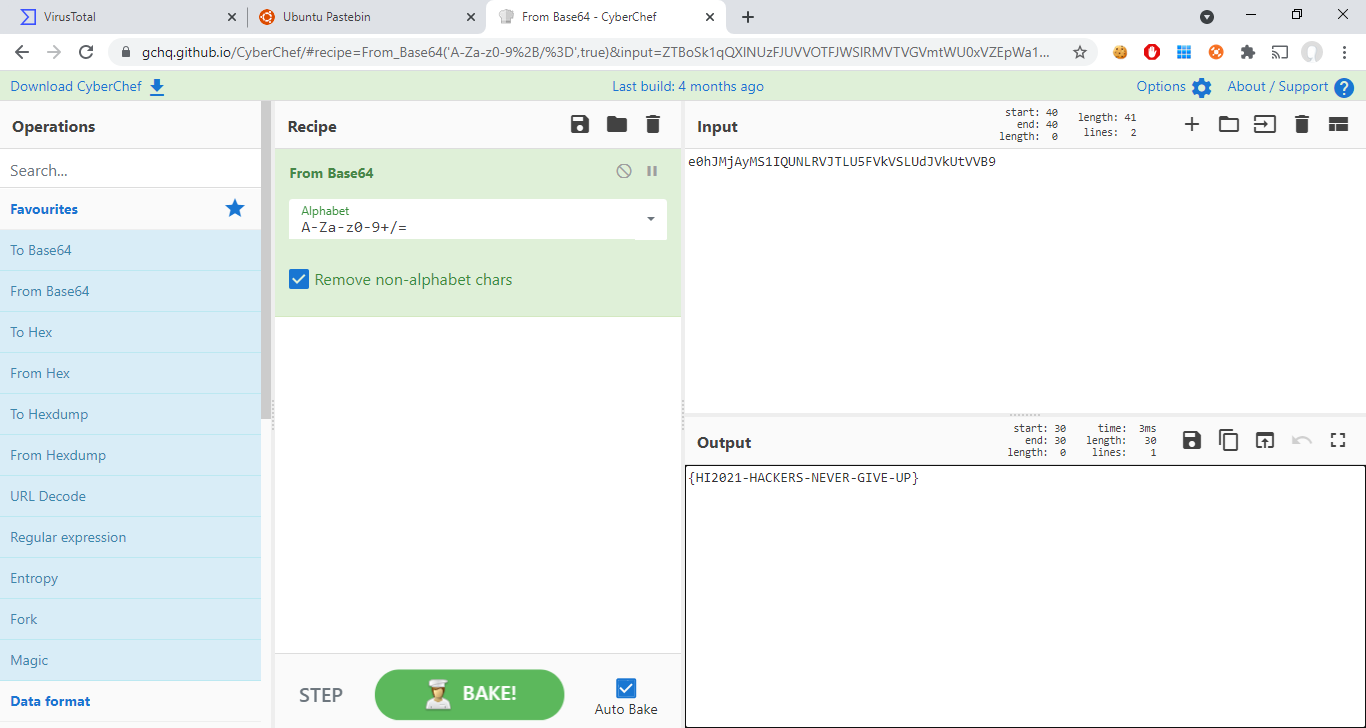 VirusTotal
Ubuntu Pastebin
From Base64 - CyberChef
gchq.github.io/CyberChef/#recipe=From_Base64('A-Za-z0-9%2B/%3D',true)&input=ZTBoSk1qQXlNUzFJUVVOTFJWSlRMVTVGVmtWU0xVZEpWa1...
Download CyberChef
Last build: 4 months ago
Options
About / Support
Operations
Recipe
Input
start: 40
end: 40
length: 0
length: 41
lines: 2
Search...
From Base64
e0hJMjAyMS1IQUNLRVJTLU5FVkVSLUdJVkUtVVB9
Favourites
Alphabet
A-Za-z0-9+/=
To Base64
Remove non-alphabet chars
From Base64
To Hex
From Hex
To Hexdump
Output
start: 30
end: 30
length: 0
time: 3ms
length: 30
lines: 1
From Hexdump
{HI2021-HACKERS-NEVER-GIVE-UP}
URL Decode
Regular expression
Entropy
Fork
Magic
Data format
STEP
BAKE!
Auto Bake